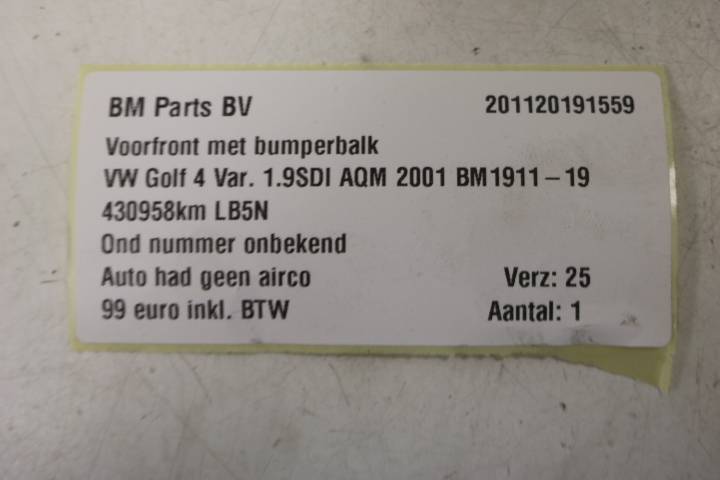 BM Parts BV 201120191559
Voorfront met bumperbalk
VW Golf 4 Var. 1.9SDI AQM 2001 BM1911-19
430958km LB5N
Ond nummer onbekend
Auto had geen airco Verz: 25
99 euro inkl. BTW Aantal: 1